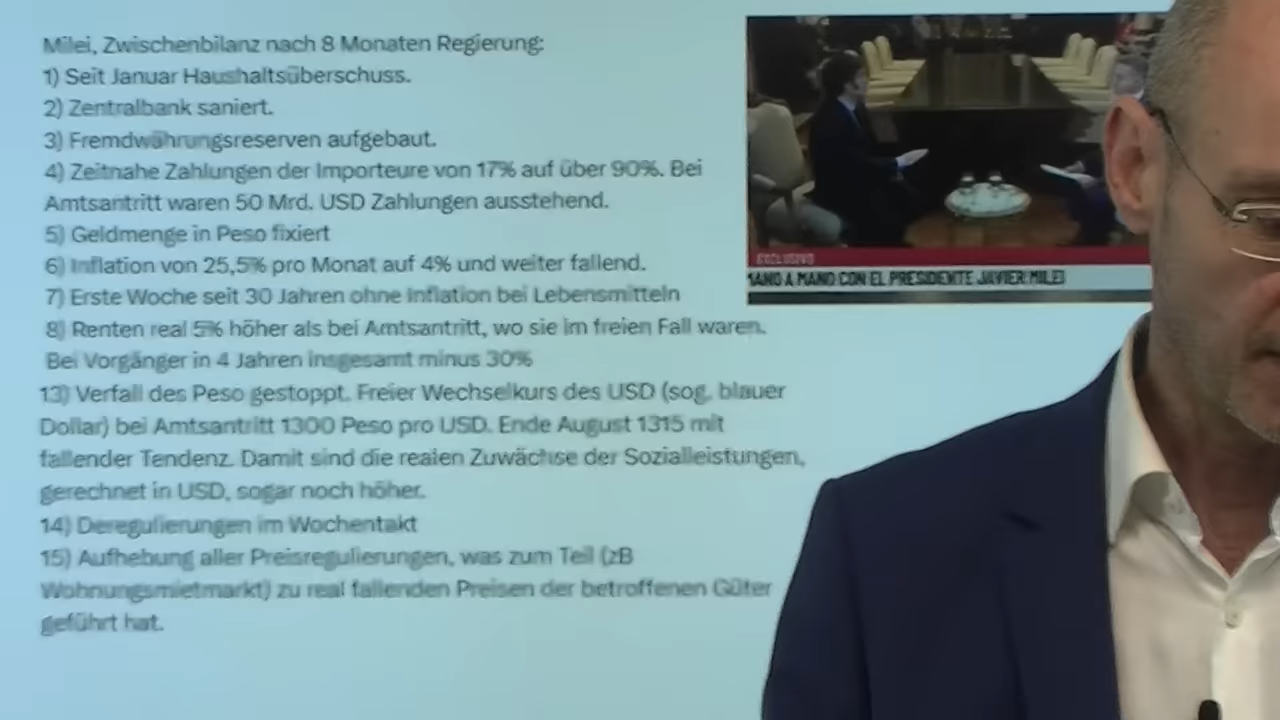 Milei, Zwischenbilanz nach 8 Monaten Regierung:
1) Seit Januar Haushaltsüberschuss.
2) Zentralbank saniert.
3) Fremdwährungsreserven aufgebaut.
4) Zeitnahe Zahlungen der Importeure von 17% auf über 90%. Bei
Amtsantritt waren 50 Mrd. USD Zahlungen ausstehend.
5) Geldmenge in Peso fixiert
6) Inflation von 25,5% pro Monat auf 4% und weiter fallend.
7) Erste Woche seit 30 Jahren ohne Inflation bei Lebensmitteln
8) Renten real 5% höher als bei Amtsantritt, wo sie im freien Fall waren.
Bei Vorgänger in 4 Jahren insgesamt minus 30%
13) Verfall des Peso gestoppt. Freier Wechselkurs des USD (sog. blauer
Dollar) bei Amtsantritt 1300 Peso pro USD. Ende August 1315 mit
fallender Tendenz. Damit sind die realen Zuwächse der Sozialleistungen,
gerechnet in USD, sogar noch höher.
14) Deregulierungen im Wochentakt
15) Aufhebung aller Preisregulierungen, was zum Teil (zB
Wohnungsmietmarkt) zu real fallenden Preisen der betroffenen Güter
geführt hat.
EXCLUSIVO
MANO A MANO CON EL PRESIDENTE JAVIER MILEI